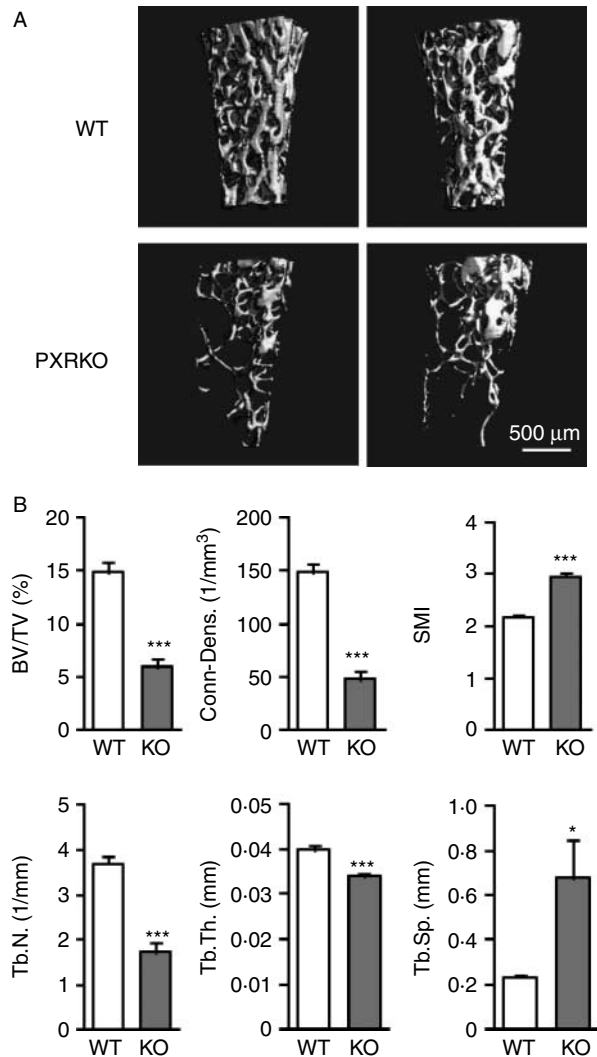 A
WT
PXRKO
500 μm
B
BV/TV (%)
20
15
10
5
0
***
WT KO
Conn-Dens. (1/mm³)
200
150
100
50
0
***
WT KO
SMI
4
3
2
1
0
***
WT KO
Tb.N. (1/mm)
5
4
3
2
1
0
***
WT KO
Tb.Th. (mm)
0·05
0·04
0·03
0·02
0·01
0
***
WT KO
Tb.Sp. (mm)
1·0
0·8
0·6
0·4
0·2
0
*
WT KO